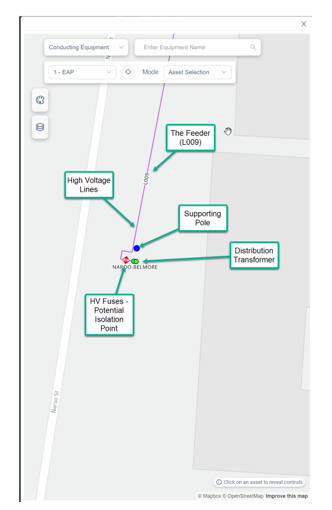 Conducting Equipment
Enter Equipment Name
1 - EAP
Mode
Asset Selection
The Feeder
(L009)
L009
High Voltage
Lines
Supporting
Pole
Distribution
Transformer
NARDO-BELMORE
HV Fuses -
Potential
Isolation
Point
Click on an asset to reveal controls
© Mapbox © OpenStreetMap Improve this map